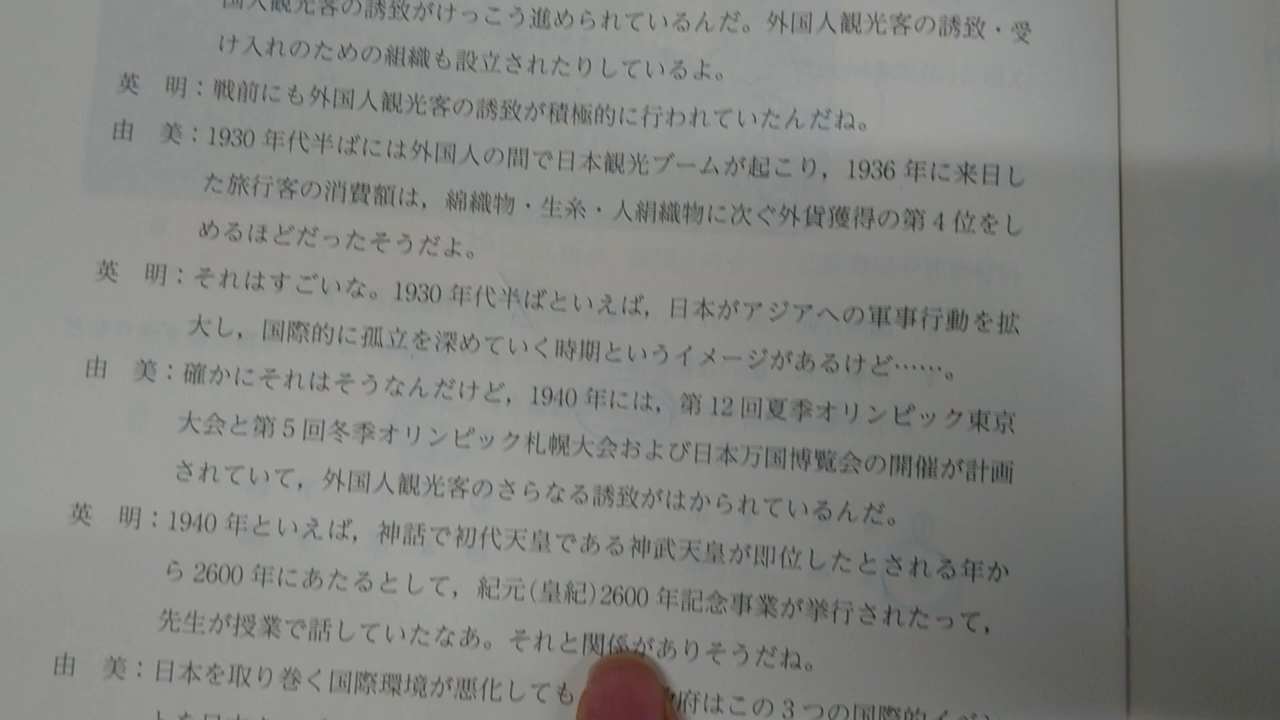 国人観光客の誘致がけっこう進められているんだ。外国人観光客の誘致・受
け入れのための組織も設立されたりしているよ。
英　明：戦前にも外国人観光客の誘致が積極的に行われていたんだね。
由　美：1930年代半ばには外国人の間で日本観光ブームが起こり，1936年に来日し
た旅行客の消費額は，綿織物・生糸・人絹織物に次ぐ外貨獲得の第4位をし
めるほどだったそうだよ。
英　明：それはすごいな。1930年代半ばといえば，日本がアジアへの軍事行動を拡
大し，国際的に孤立を深めていく時期というイメージがあるけど……。
由　美：確かにそれはそうなんだけど，1940年には，第12回夏季オリンピック東京
大会と第5回冬季オリンピック札幌大会および日本万国博覧会の開催が計画
されていて，外国人観光客のさらなる誘致がはかられているんだ。
英　明：1940年といえば，神話で初代天皇である神武天皇が即位したとされる年か
ら2600年にあたるとして，紀元(皇紀)2600年記念事業が挙行されたって，
先生が授業で話していたなあ。それと関係がありそうだね。
由　美：日本を取り巻く国際環境が悪化しても 府はこの3つの国際的イベン